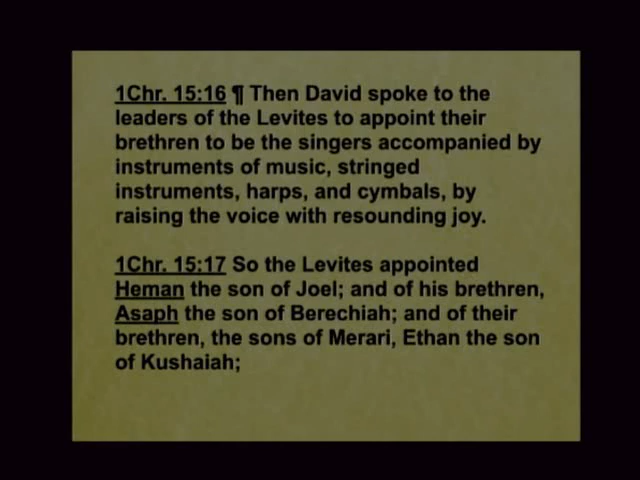 1Chr. 15:16 ¶ Then David spoke to the
leaders of the Levites to appoint their
brethren to be the singers accompanied by
instruments of music, stringed
instruments, harps, and cymbals, by
raising the voice with resounding joy.
1Chr. 15:17 So the Levites appointed
Heman the son of Joel; and of his brethren,
Asaph the son of Berechiah; and of their
brethren, the sons of Merari, Ethan the son
of Kushaiah;